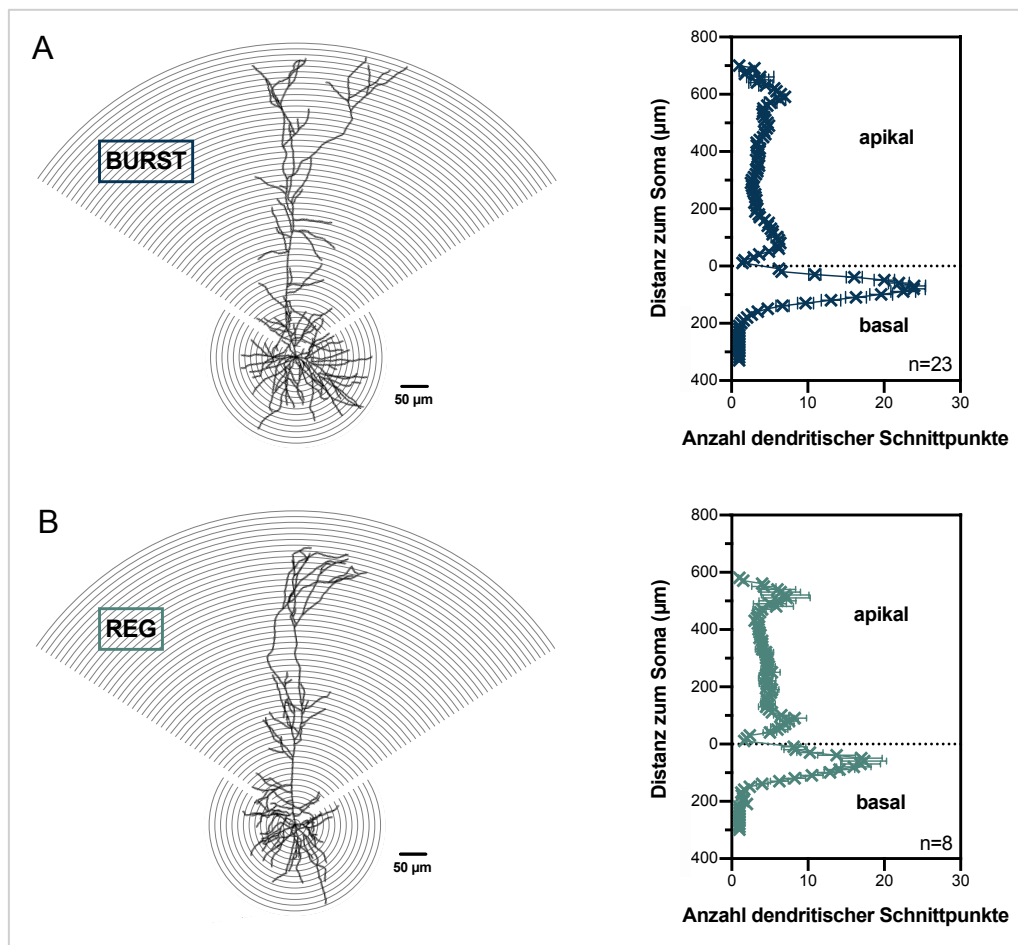 A
BURST
50 µm
Distanz zum Soma (µm)
800
600
400
200
0
200
400
apikal
basal
n=23
0
10
20
30
Anzahl dendritischer Schnittpunkte
B
REG
50 µm
Distanz zum Soma (µm)
800
600
400
200
0
200
400
apikal
basal
n=8
0
10
20
30
Anzahl dendritischer Schnittpunkte